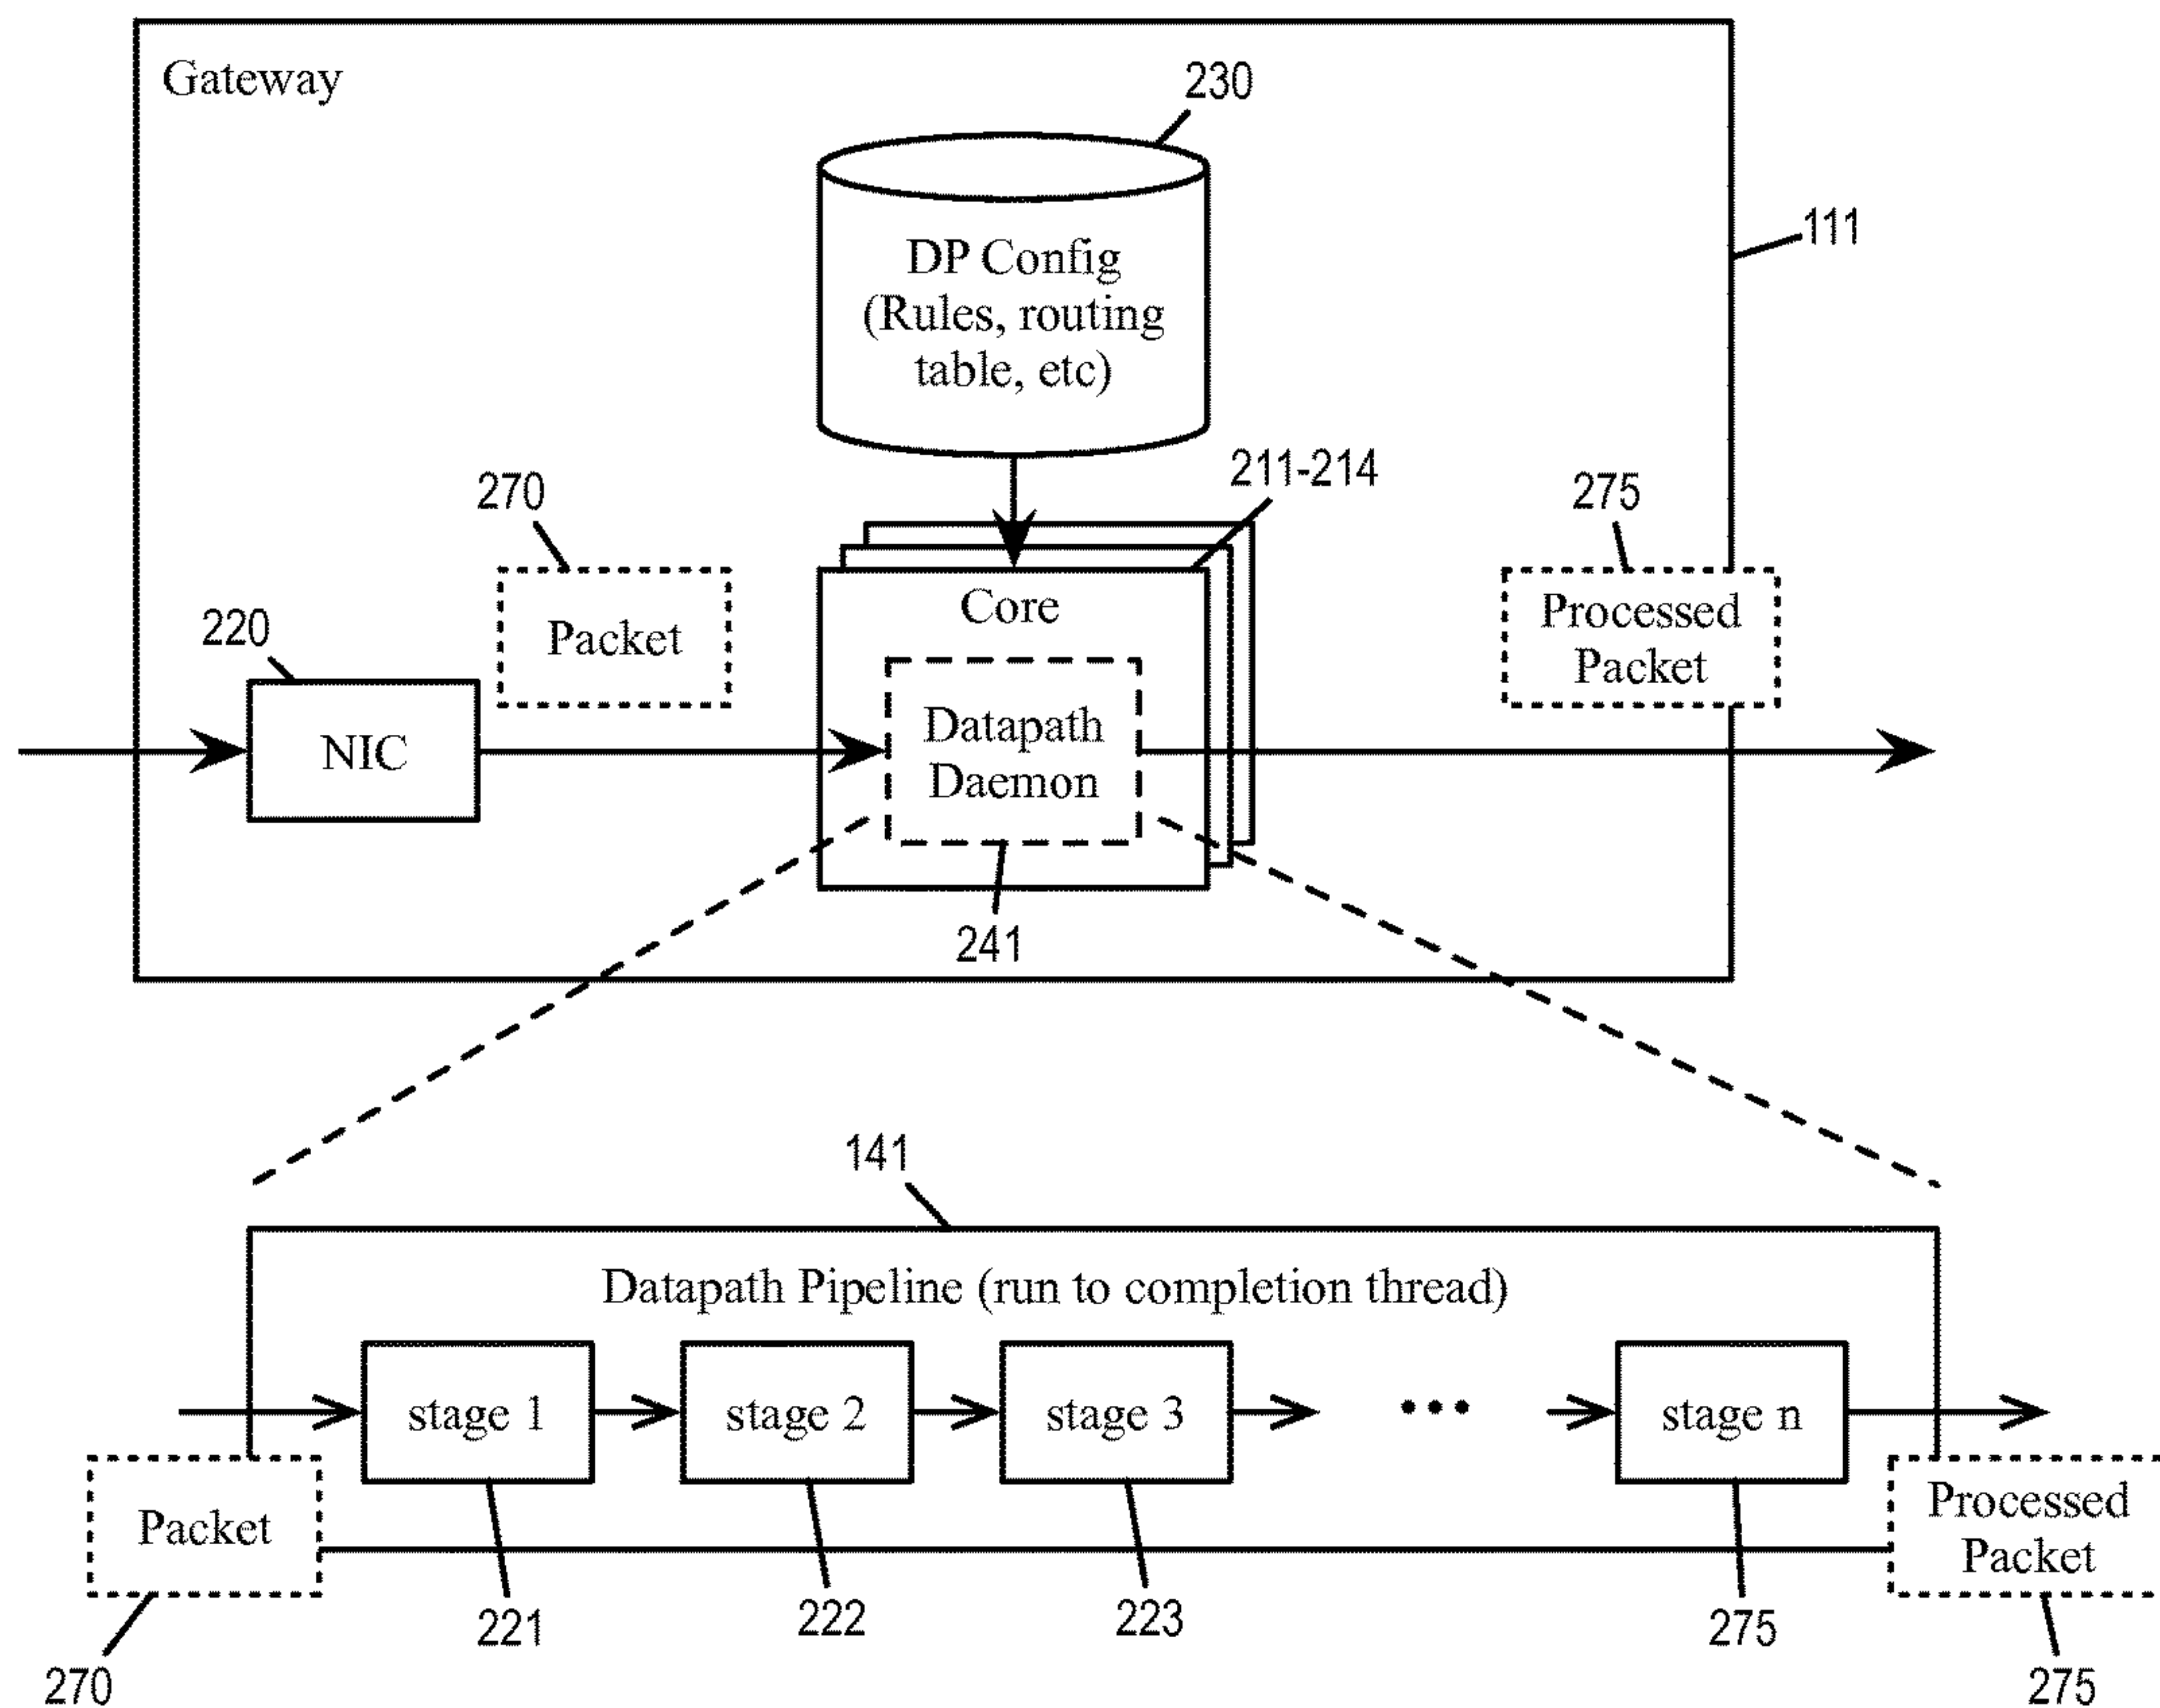 Gateway
230
DP Config
(Rules, routing
table, etc)
111
211-214
270
275
Packet
Core
Processed
Packet
220
NIC
Datapath
Daemon
241
141
Datapath Pipeline (run to completion thread)
stage 1
stage 2
stage 3
•••
stage n
Packet
Processed
Packet
221
222
223
275
270
275